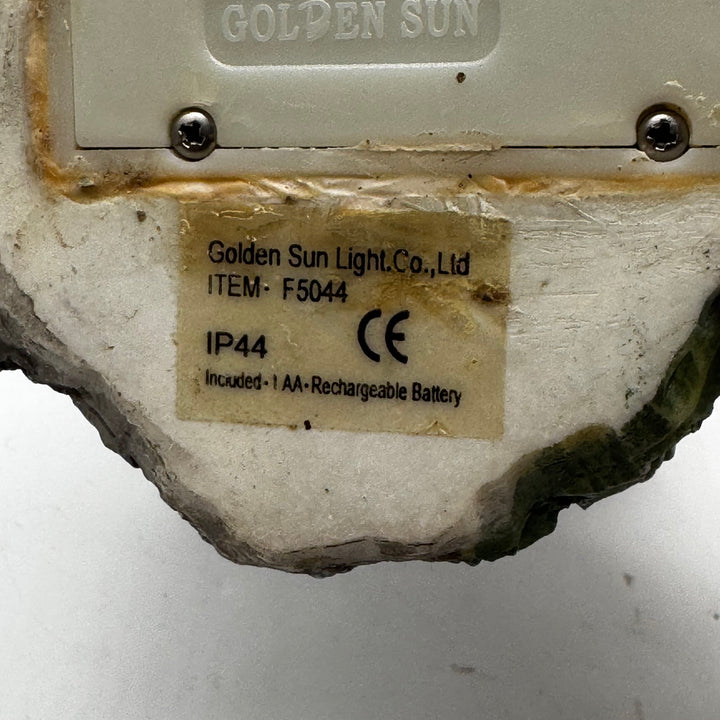 GOLDEN SUN
Golden Sun Light.Co.,Ltd
ITEM· F5044
IP44 CE
Included· 1 AA·Rechargeable Battery